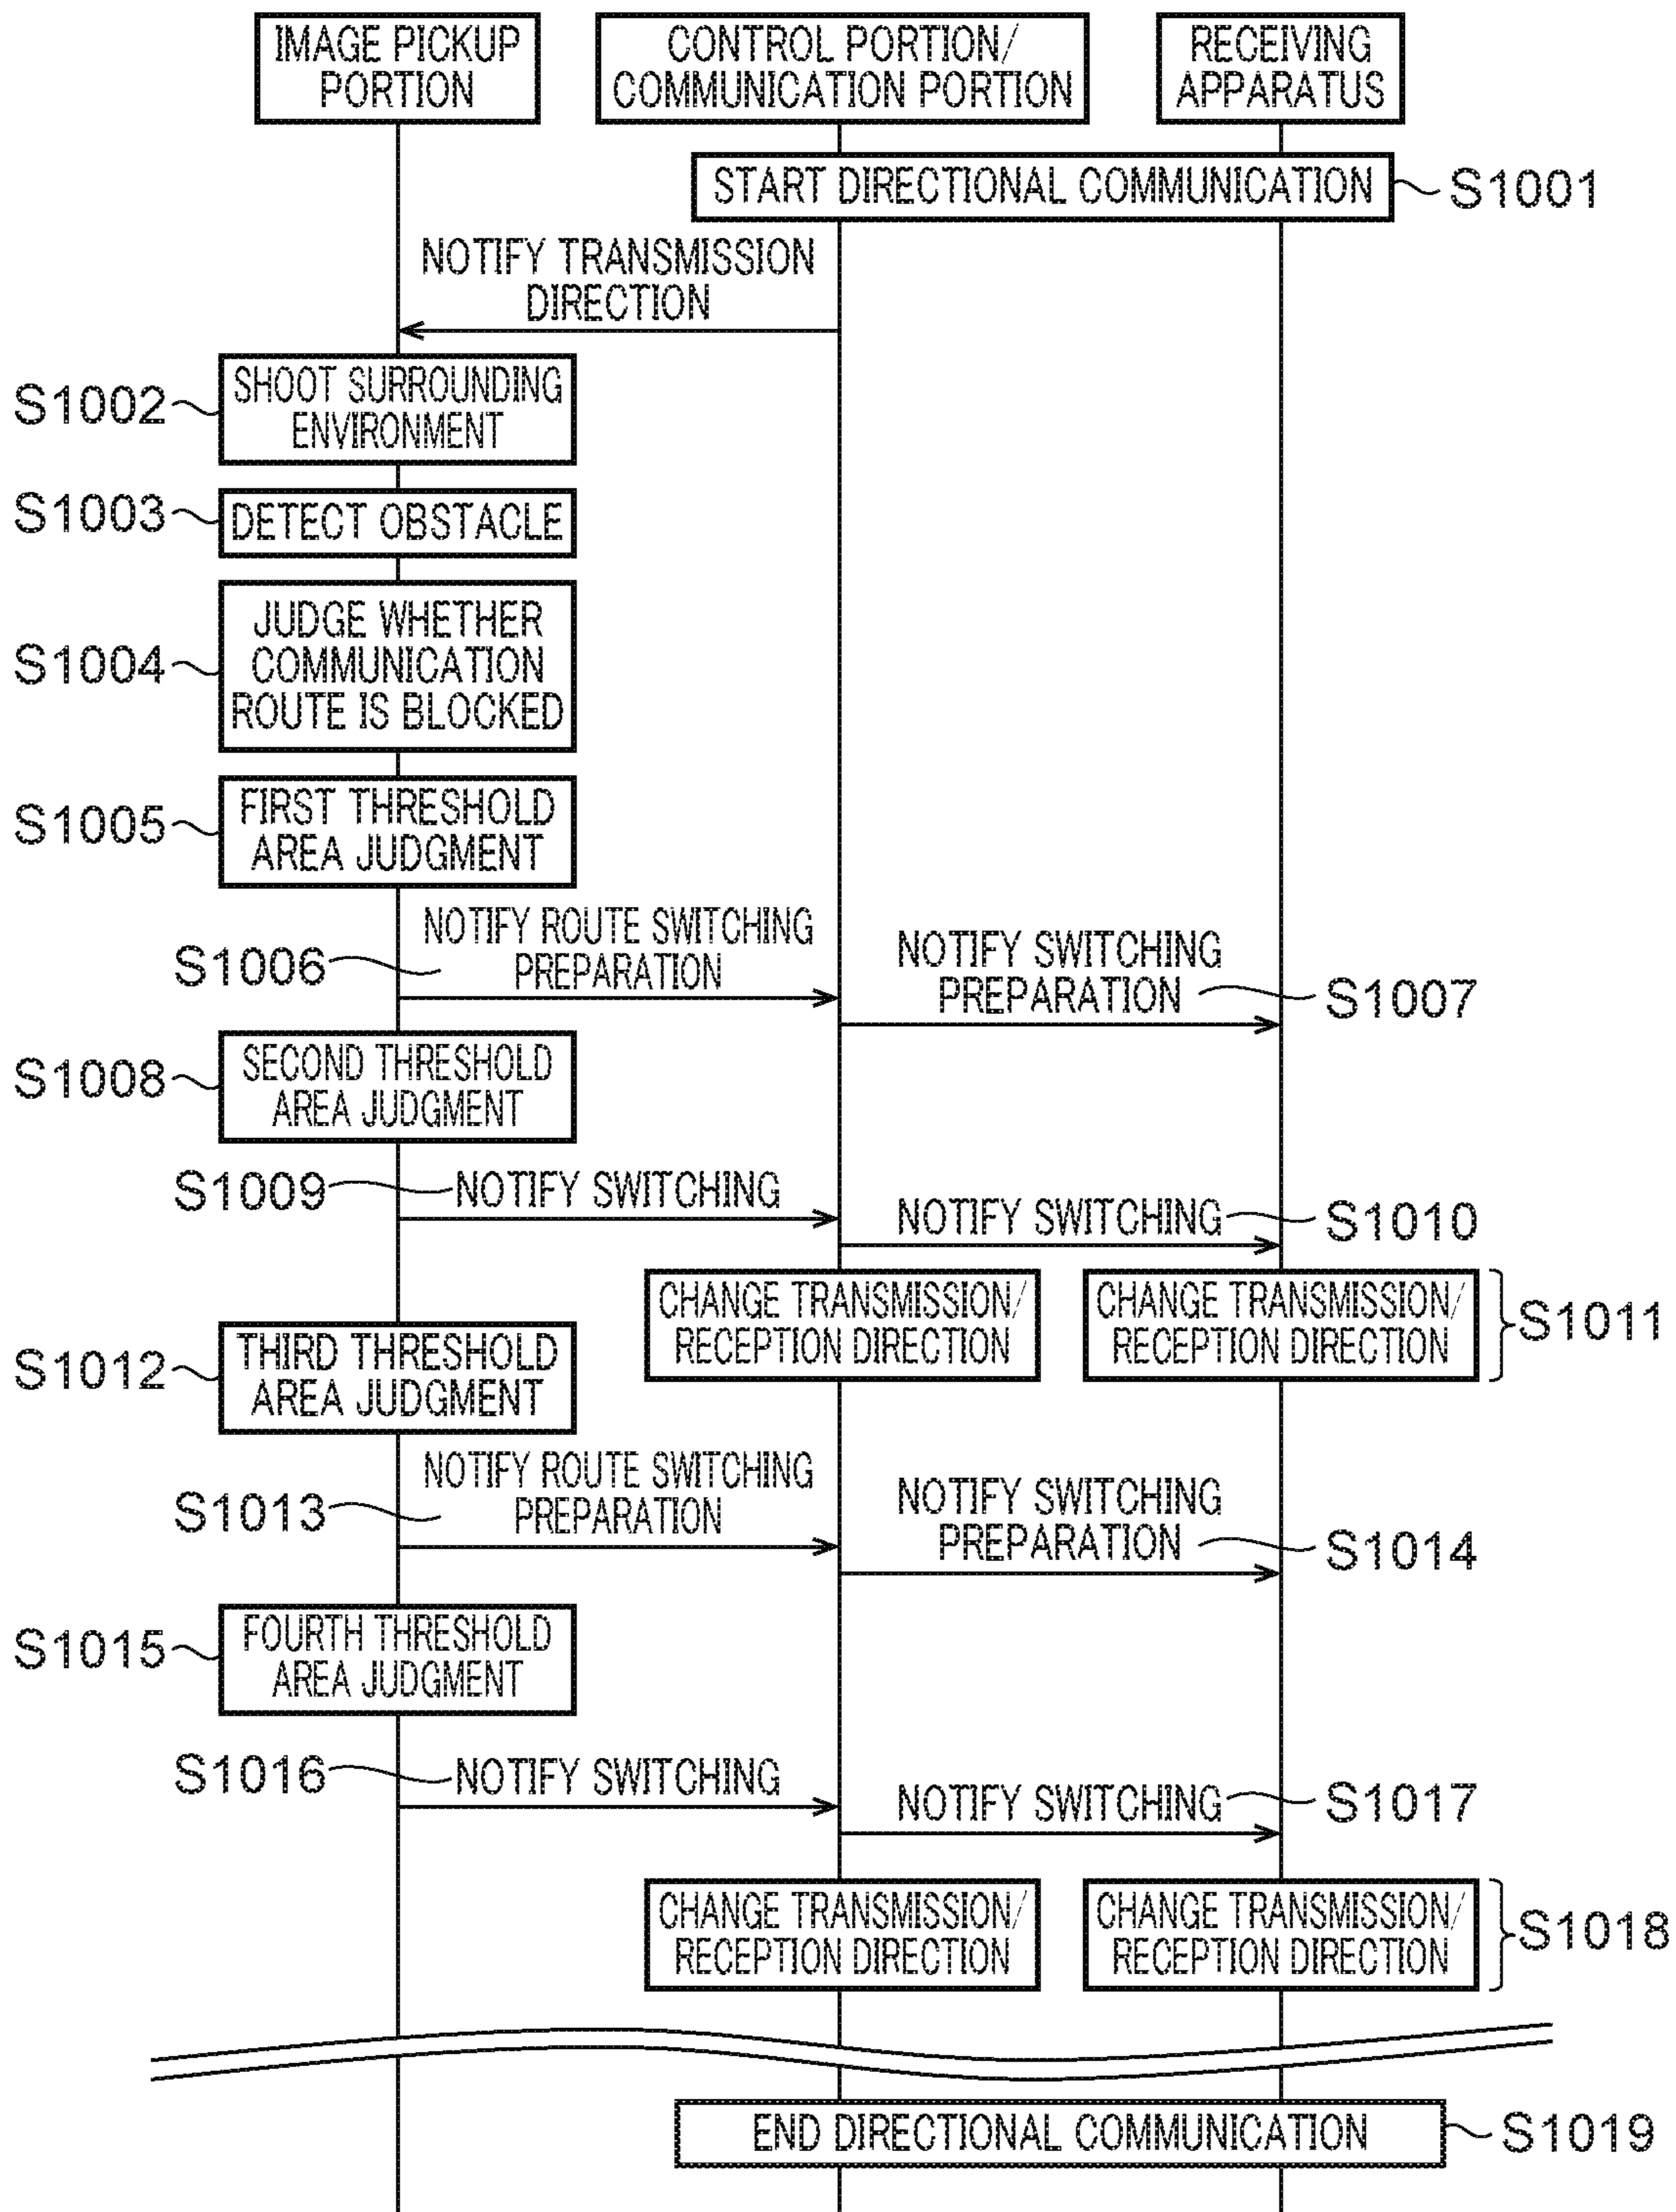 IMAGE PICKUP
PORTION
CONTROL PORTION/
COMMUNICATION PORTION
RECEIVING
APPARATUS
START DIRECTIONAL COMMUNICATION
S1001
NOTIFY TRANSMISSION
DIRECTION
S1002
SHOOT SURROUNDING
ENVIRONMENT
S1003
DETECT OBSTACLE
S1004
JUDGE WHETHER
COMMUNICATION
ROUTE IS BLOCKED
S1005
FIRST THRESHOLD
AREA JUDGMENT
S1006
NOTIFY ROUTE SWITCHING
PREPARATION
NOTIFY SWITCHING
PREPARATION
S1007
S1008
SECOND THRESHOLD
AREA JUDGMENT
S1009
NOTIFY SWITCHING
NOTIFY SWITCHING
S1010
CHANGE TRANSMISSION/
RECEPTION DIRECTION
CHANGE TRANSMISSION/
RECEPTION DIRECTION
S1011
S1012
THIRD THRESHOLD
AREA JUDGMENT
S1013
NOTIFY ROUTE SWITCHING
PREPARATION
NOTIFY SWITCHING
PREPARATION
S1014
S1015
FOURTH THRESHOLD
AREA JUDGMENT
S1016
NOTIFY SWITCHING
NOTIFY SWITCHING
S1017
CHANGE TRANSMISSION/
RECEPTION DIRECTION
CHANGE TRANSMISSION/
RECEPTION DIRECTION
S1018
END DIRECTIONAL COMMUNICATION
S1019